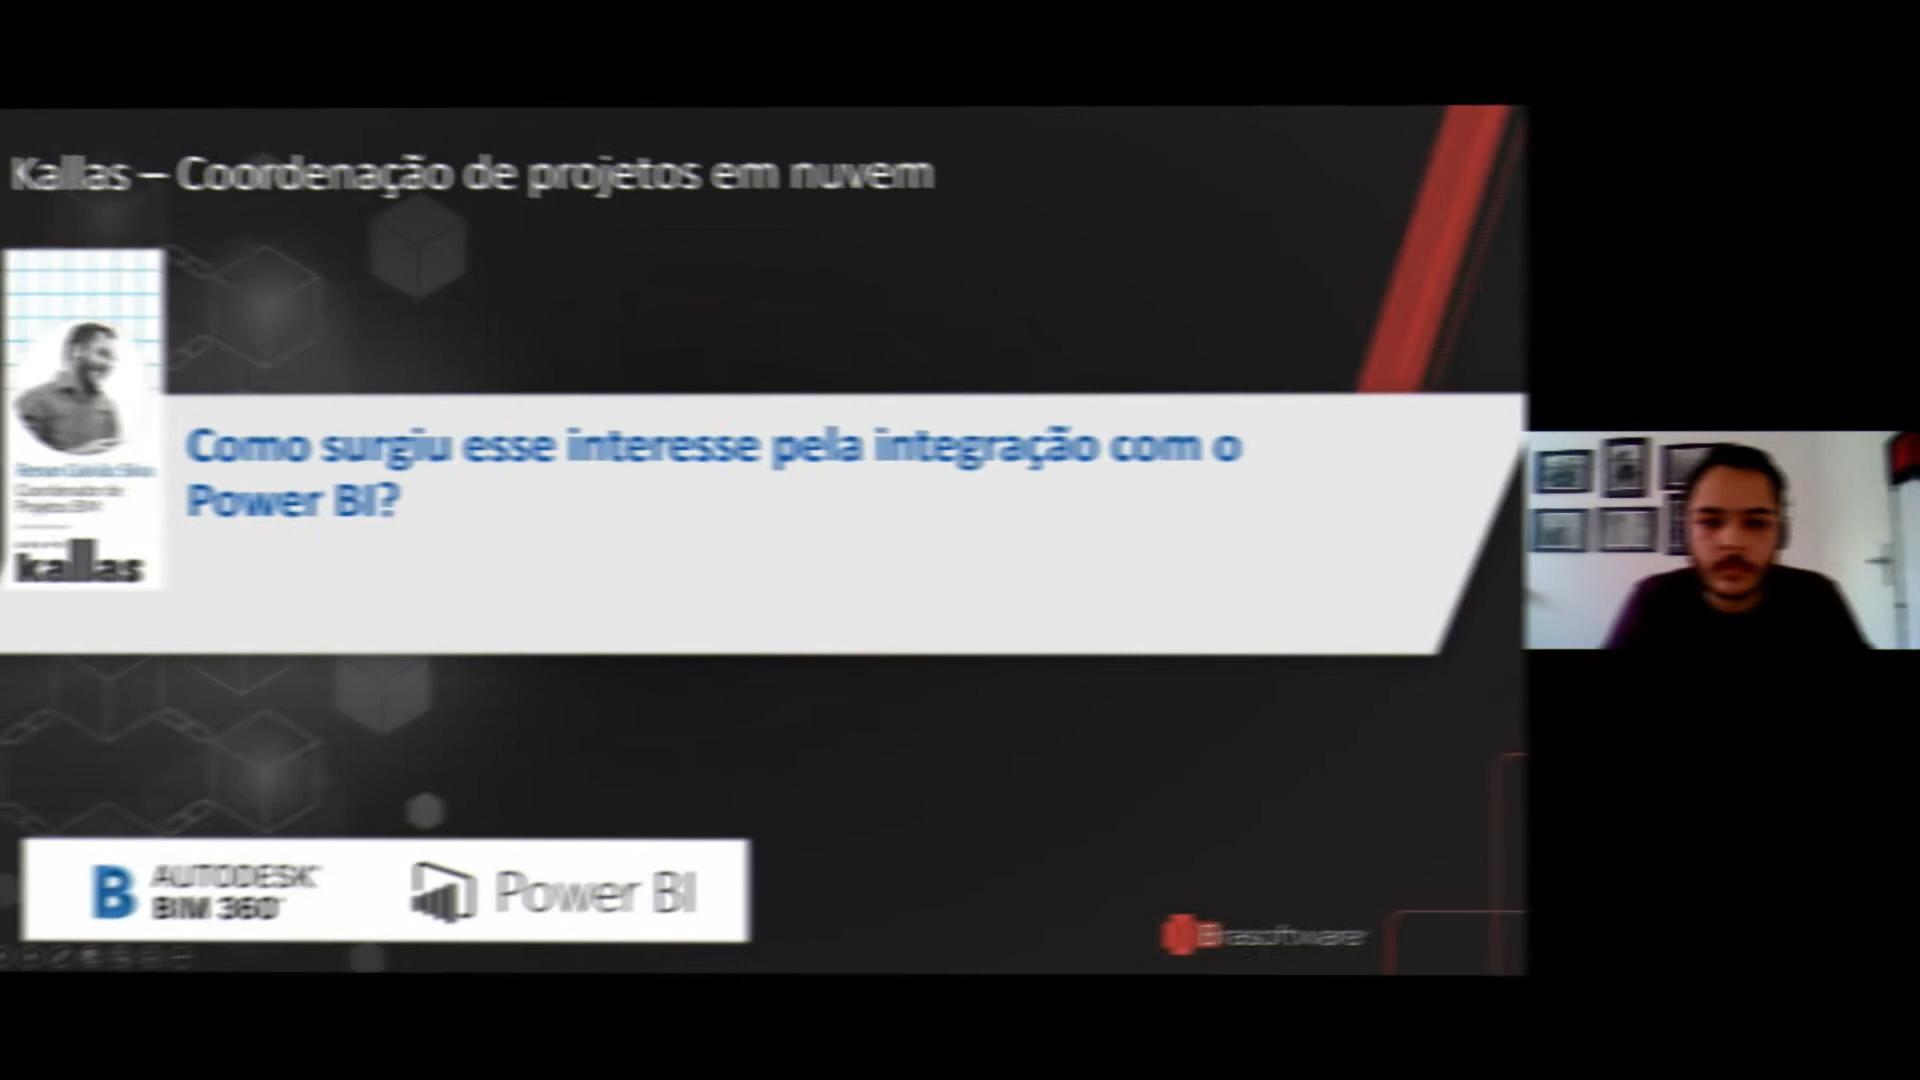 Kallas – Coordenação de projetos em nuvem
Como surgiu esse interesse pela integração com o
Power BI?
kallas
AUTODESK
BIM 360
Power BI
Brasoftware